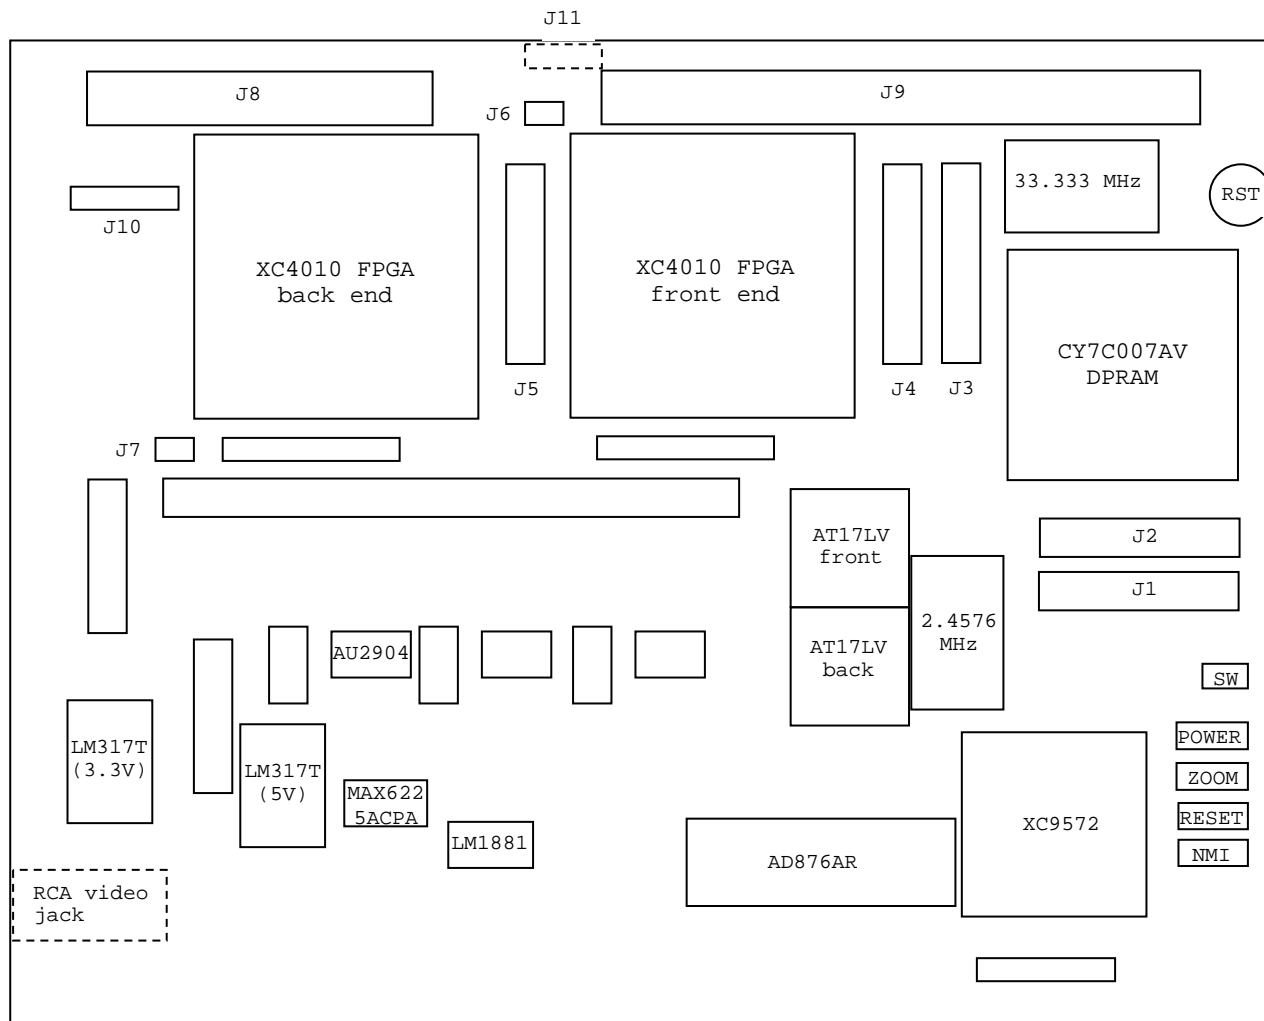 J11
J8
J9
J6
33.333 MHz
RST
J10
XC4010 FPGA
back end
XC4010 FPGA
front end
CY7C007AV
DPRAM
J5
J4
J3
J7
AT17LV
front
J2
J1
2.4576
MHz
AU2904
AT17LV
back
SW
POWER
LM317T
(3.3V)
LM317T
(5V)
ZOOM
MAX622
5ACPA
RESET
XC9572
LM1881
NMI
AD876AR
RCA video
jack